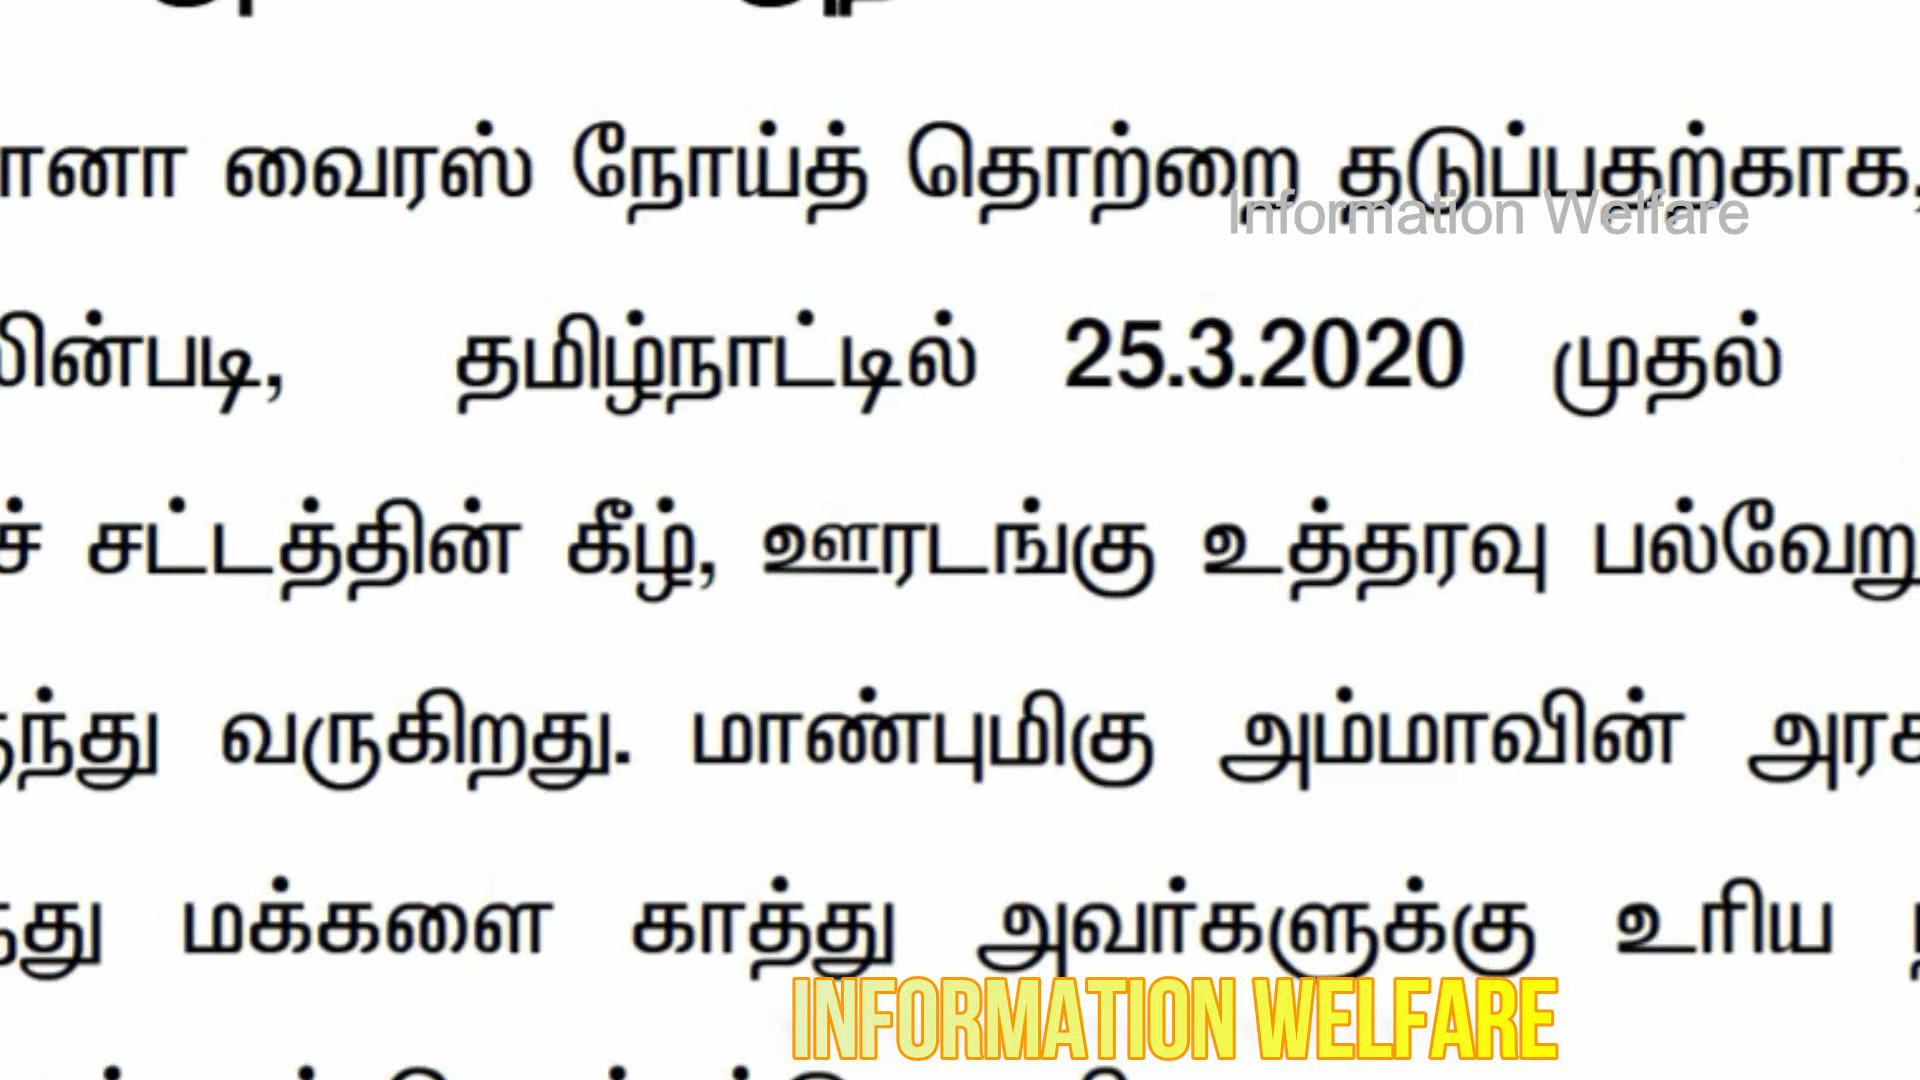 ானா வைரஸ் நோய்த் தொற்றை தடுப்பதற்காக,
Information Welfare
லின்படி, தமிழ்நாட்டில் 25.3.2020 முதல்
ச் சட்டத்தின் கீழ், ஊரடங்கு உத்தரவு பல்வேறு
ந்து வருகிறது. மாண்புமிகு அம்மாவின் அரச
து மக்களை காத்து அவர்களுக்கு உரிய
INFORMATION WELFARE